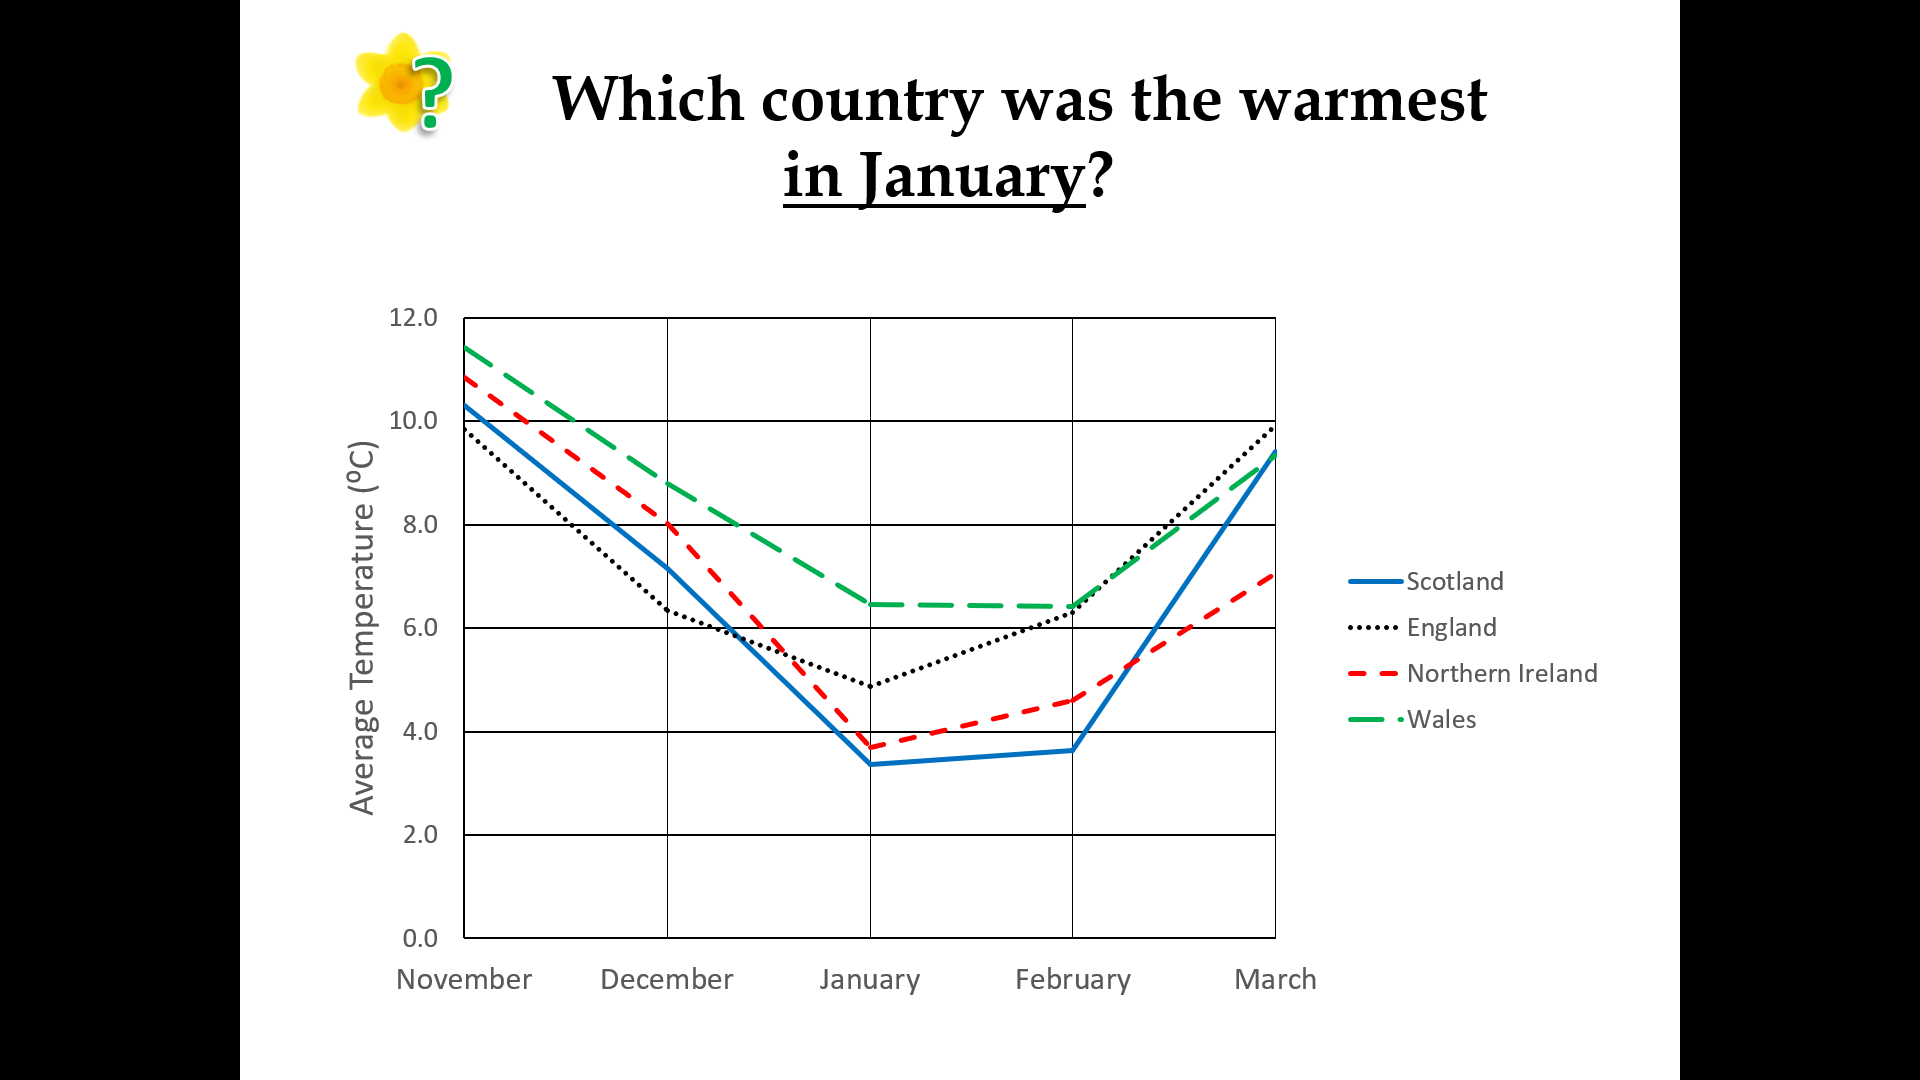 ?
Which country was the warmest
in January?
12.0
10.0
8.0
6.0
4.0
2.0
0.0
Average Temperature (ºC)
November December January February March
Scotland
England
Northern Ireland
Wales